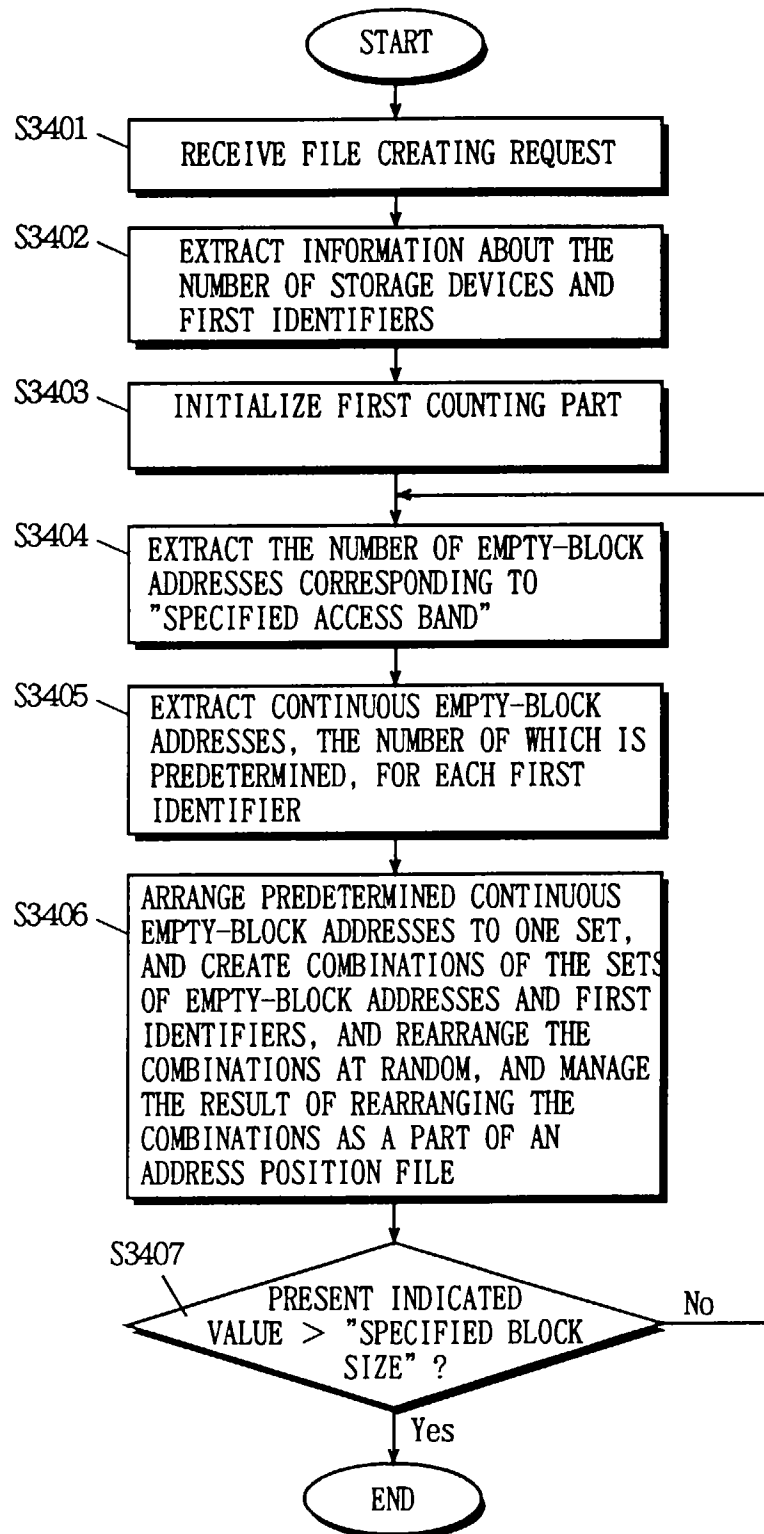 START
S3401
RECEIVE FILE CREATING REQUEST
S3402
EXTRACT INFORMATION ABOUT THE
NUMBER OF STORAGE DEVICES AND
FIRST IDENTIFIERS
S3403
INITIALIZE FIRST COUNTING PART
S3404
EXTRACT THE NUMBER OF EMPTY-BLOCK
ADDRESSES CORRESPONDING TO
"SPECIFIED ACCESS BAND"
S3405
EXTRACT CONTINUOUS EMPTY-BLOCK
ADDRESSES, THE NUMBER OF WHICH IS
PREDETERMINED, FOR EACH FIRST
IDENTIFIER
S3406
ARRANGE PREDETERMINED CONTINUOUS
EMPTY-BLOCK ADDRESSES TO ONE SET,
AND CREATE COMBINATIONS OF THE SETS
OF EMPTY-BLOCK ADDRESSES AND FIRST
IDENTIFIERS, AND REARRANGE THE
COMBINATIONS AT RANDOM, AND MANAGE
THE RESULT OF REARRANGING THE
COMBINATIONS AS A PART OF AN
ADDRESS POSITION FILE
S3407
PRESENT INDICATED
VALUE > "SPECIFIED BLOCK
SIZE" ?
No
Yes
END